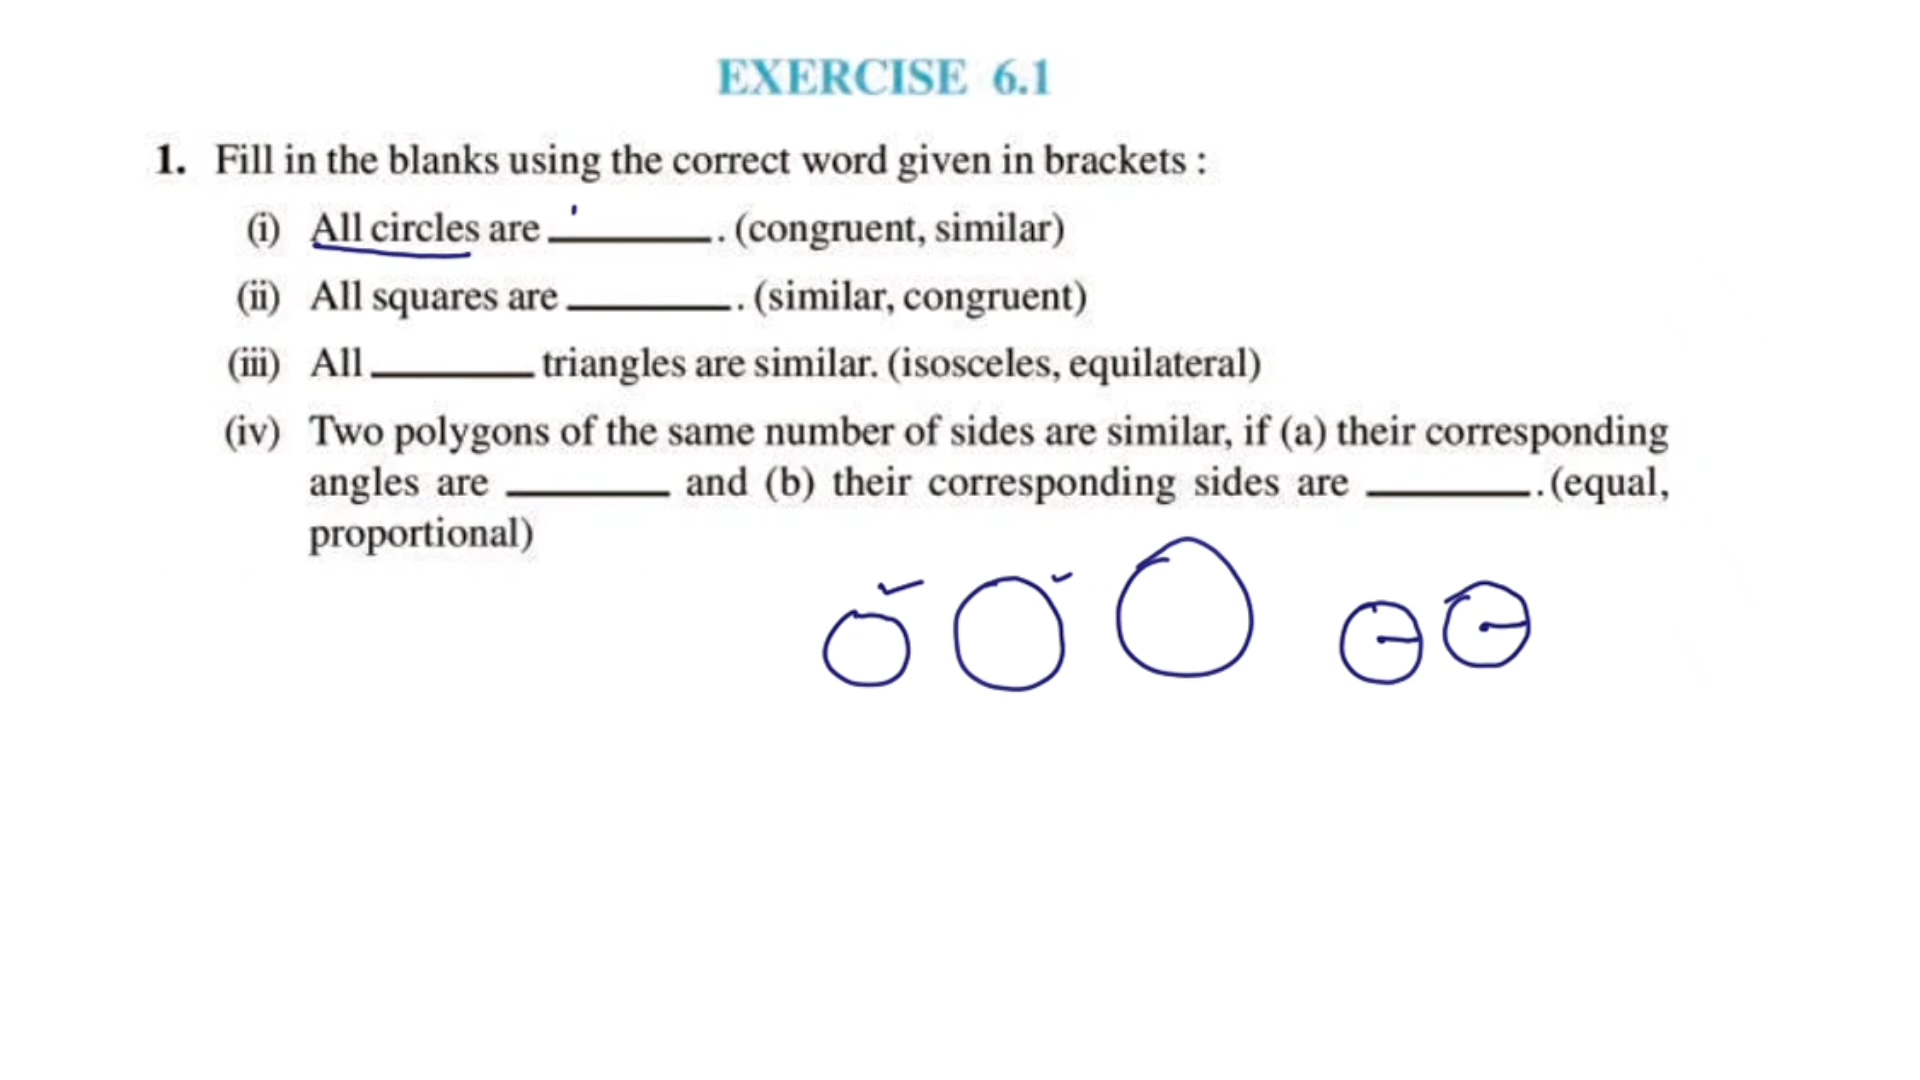 EXERCISE 6.1
1. Fill in the blanks using the correct word given in brackets :
(i) All circles are ________. (congruent, similar)
(ii) All squares are ________. (similar, congruent)
(iii) All ________ triangles are similar. (isosceles, equilateral)
(iv) Two polygons of the same number of sides are similar, if (a) their corresponding
angles are ________ and (b) their corresponding sides are ________. (equal,
proportional)